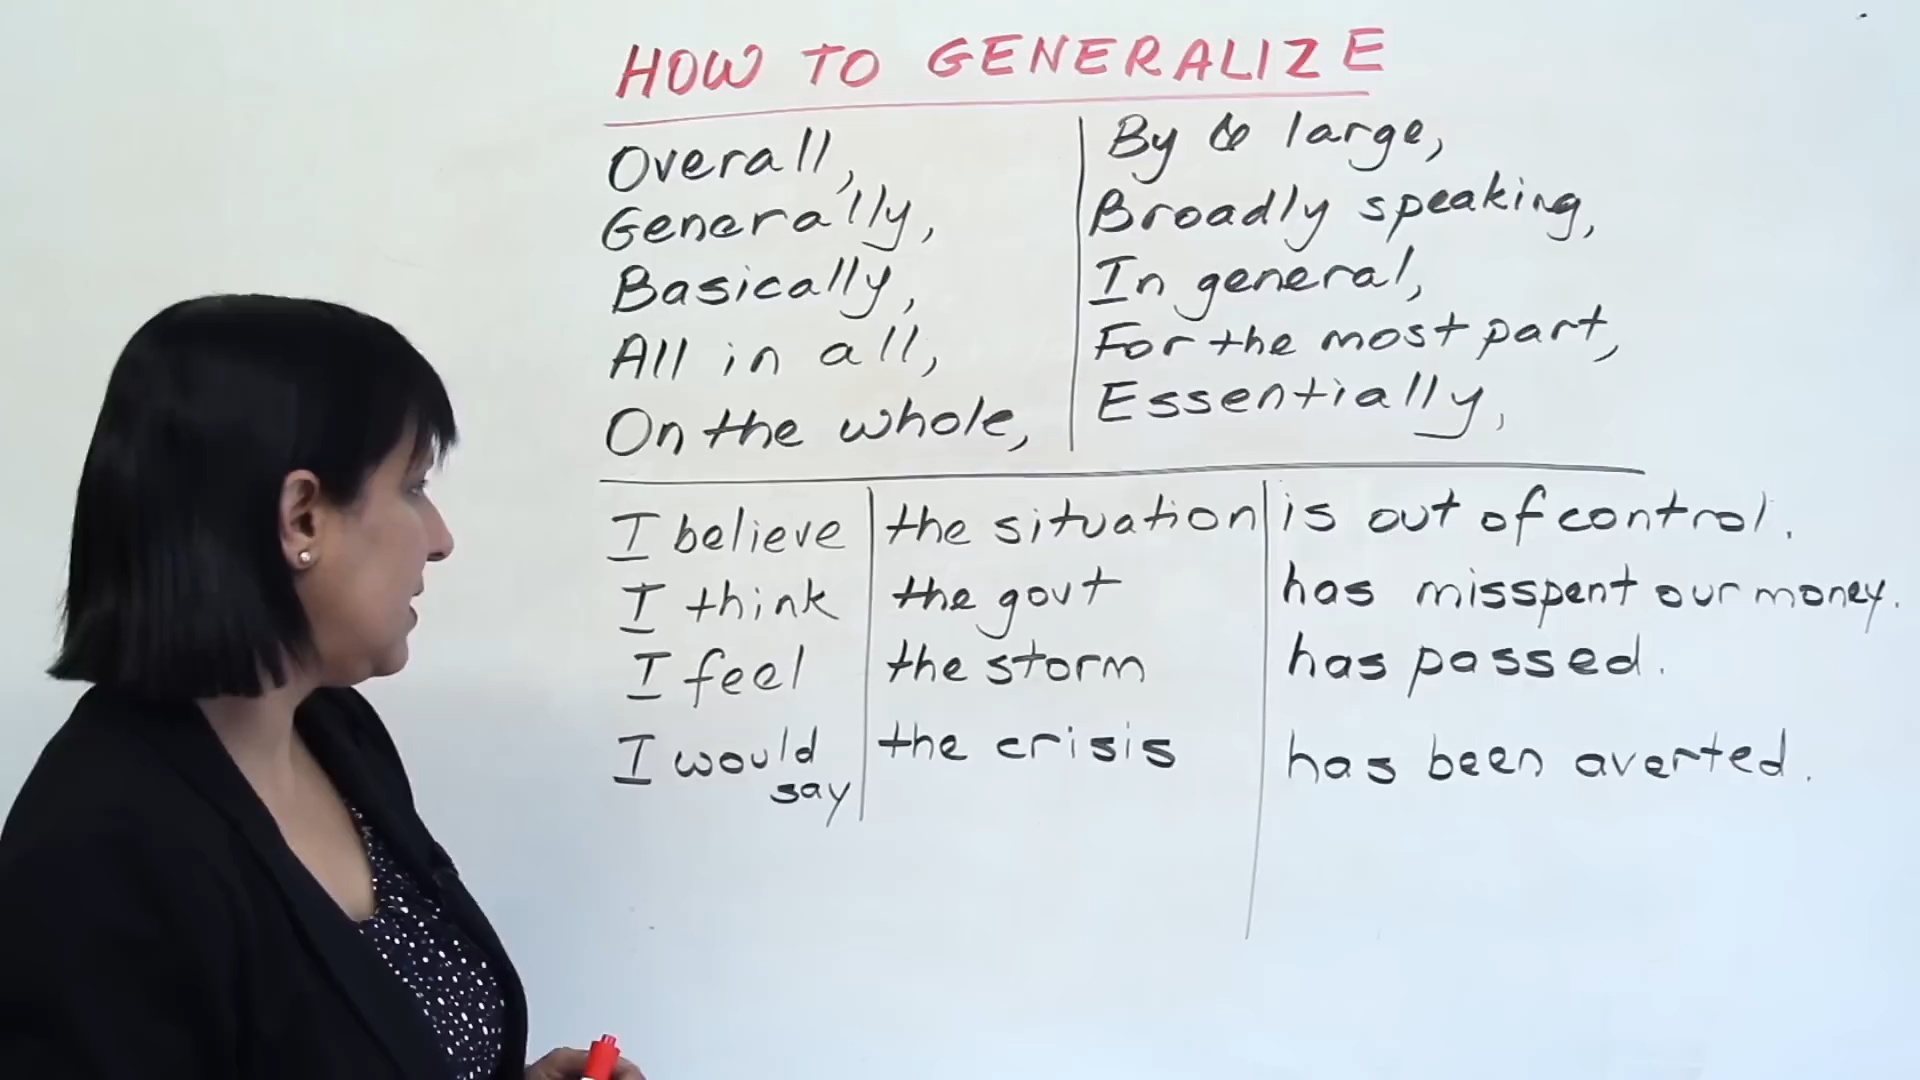 HOW TO GENERALIZE
Overall,
Generally,
Basically,
All in all,
On the whole,
By & large,
Broadly speaking,
In general,
For the most part,
Essentially,
I believe the situation is out of control.
I think the govt has misspent our money.
I feel the storm has passed.
I would say the crisis has been averted.